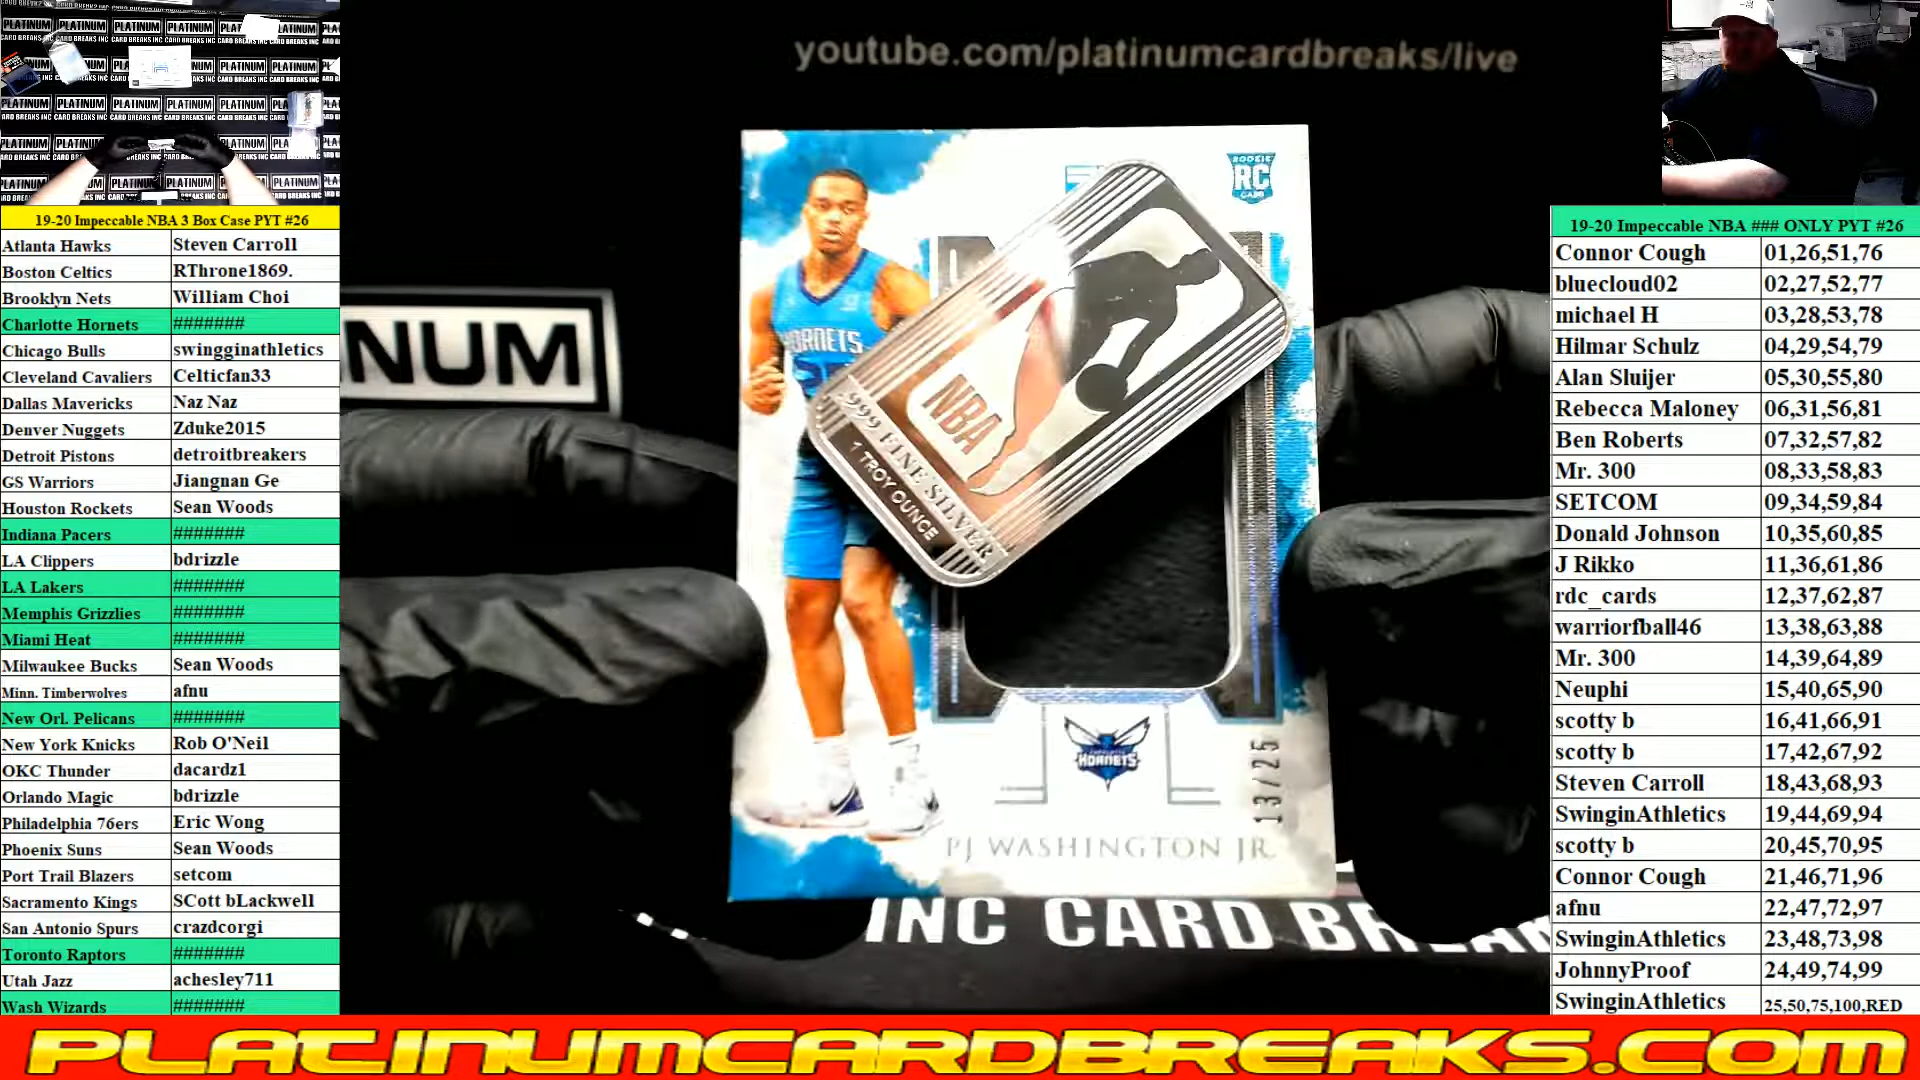 youtube.com/platinumcardbreaks/live
19-20 Impeccable NBA 3 Box Case PYT #26
Atlanta Hawks Steven Carroll
Boston Celtics RThrone1869.
Brooklyn Nets William Choi
Charlotte Hornets #######
Chicago Bulls swingginathletics
Cleveland Cavaliers Celticfan33
Dallas Mavericks Naz Naz
Denver Nuggets Zduke2015
Detroit Pistons detroitbreakers
GS Warriors Jiangnan Ge
Houston Rockets Sean Woods
Indiana Pacers #######
LA Clippers bdrizzle
LA Lakers #######
Memphis Grizzlies #######
Miami Heat #######
Milwaukee Bucks Sean Woods
Minn. Timberwolves afnu
New Orl. Pelicans #######
New York Knicks Rob O'Neil
OKC Thunder dacardz1
Orlando Magic bdrizzle
Philadelphia 76ers Eric Wong
Phoenix Suns Sean Woods
Port Trail Blazers setcom
Sacramento Kings SCott bLackwell
San Antonio Spurs crazdcorgi
Toronto Raptors #######
Utah Jazz achesley711
Wash Wizards #######
ROOKIE
RC
CARD
HORNETS
NBA
999 FINE SILVER
1 TROY OUNCE
HORNETS
13/25
PJ WASHINGTON JR.
NUM
INC CARD BREA
19-20 Impeccable NBA ### ONLY PYT #26
Connor Cough 01,26,51,76
bluecloud02 02,27,52,77
michael H 03,28,53,78
Hilmar Schulz 04,29,54,79
Alan Sluijer 05,30,55,80
Rebecca Maloney 06,31,56,81
Ben Roberts 07,32,57,82
Mr. 300 08,33,58,83
SETCOM 09,34,59,84
Donald Johnson 10,35,60,85
J Rikko 11,36,61,86
rdc_cards 12,37,62,87
warriorfball46 13,38,63,88
Mr. 300 14,39,64,89
Neuphi 15,40,65,90
scotty b 16,41,66,91
scotty b 17,42,67,92
Steven Carroll 18,43,68,93
SwinginAthletics 19,44,69,94
scotty b 20,45,70,95
Connor Cough 21,46,71,96
afnu 22,47,72,97
SwinginAthletics 23,48,73,98
JohnnyProof 24,49,74,99
SwinginAthletics 25,50,75,100,RED
PLATINUMCARDBREAKS.COM